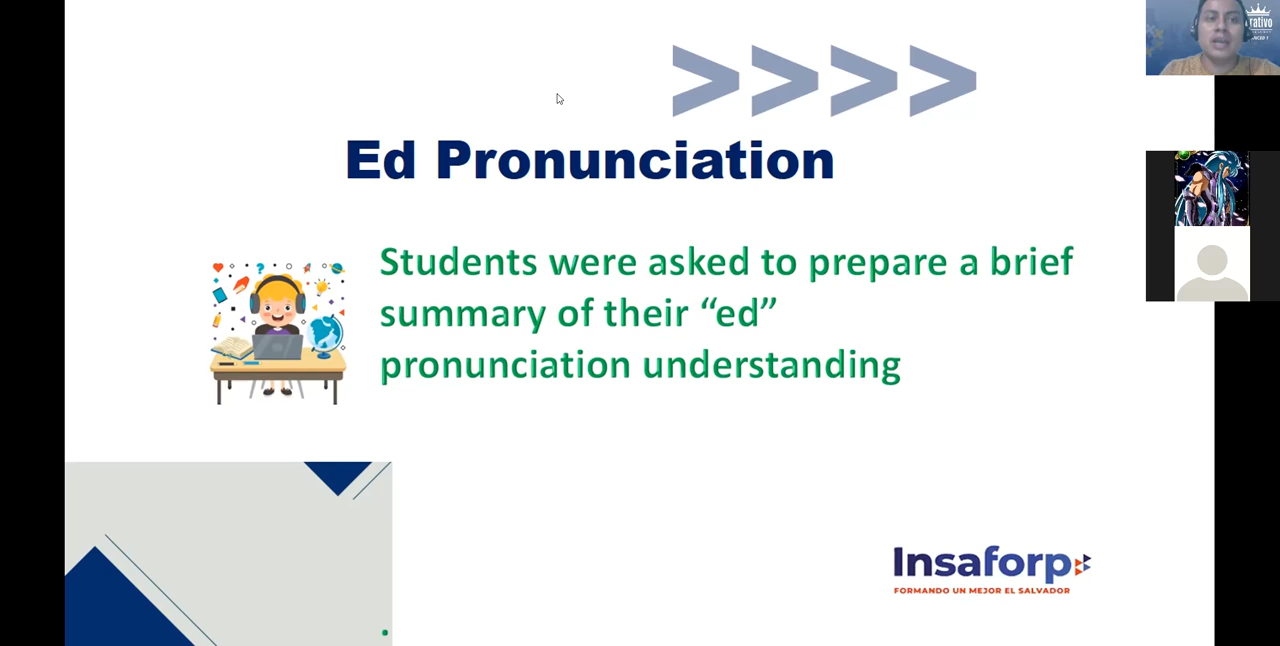 Ed Pronunciation
Students were asked to prepare a brief
summary of their “ed”
pronunciation understanding
Insaforp
FORMANDO UN MEJOR EL SALVADOR